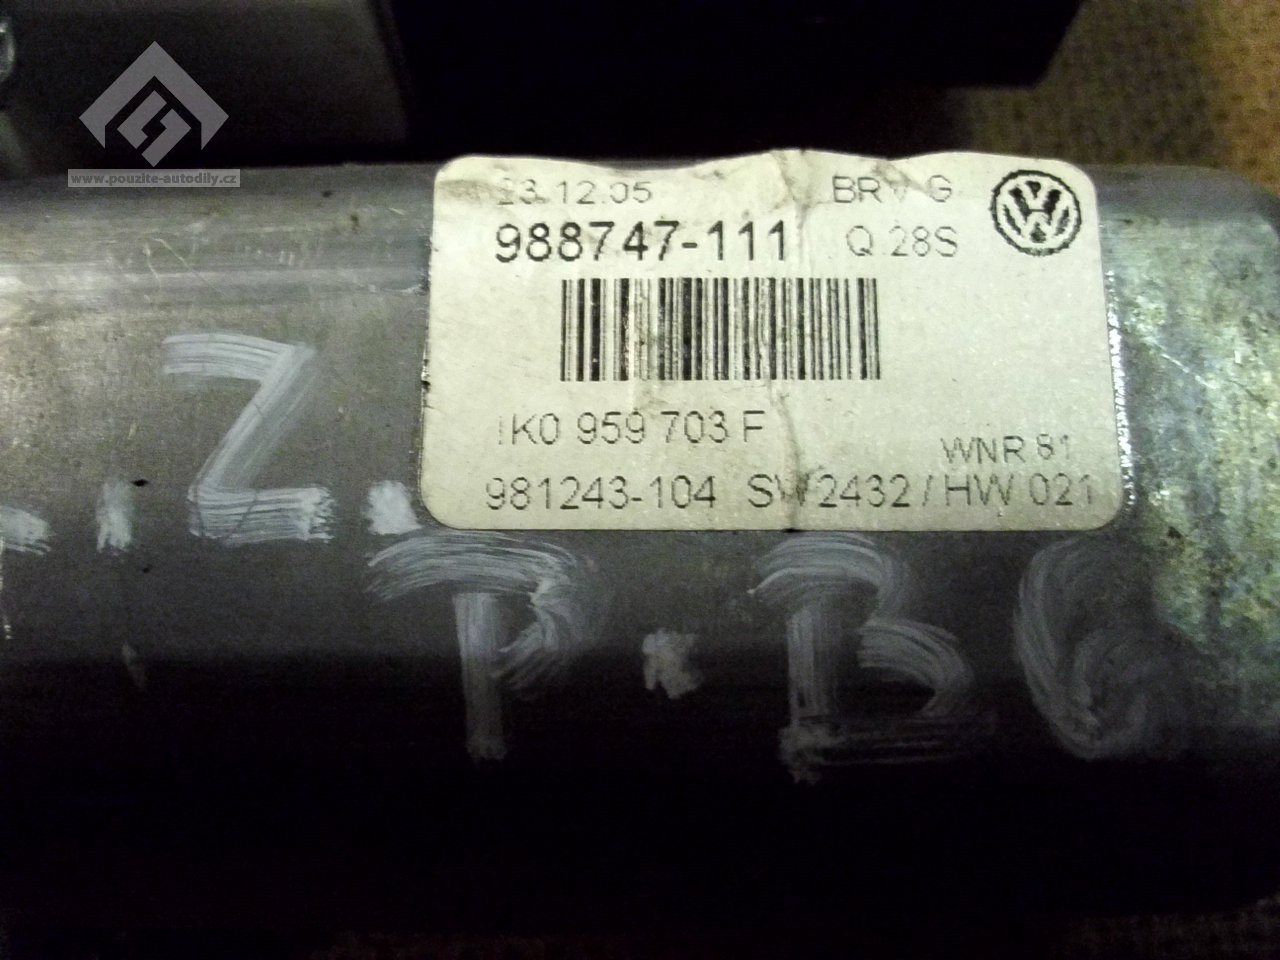 www.pouzite-autodily.cz
13.12.05 BRV G
988747-111 Q 28S
1K0 959 703 F
WNR 81
981243-104 SW2432 / HW 021
Z.
P.B